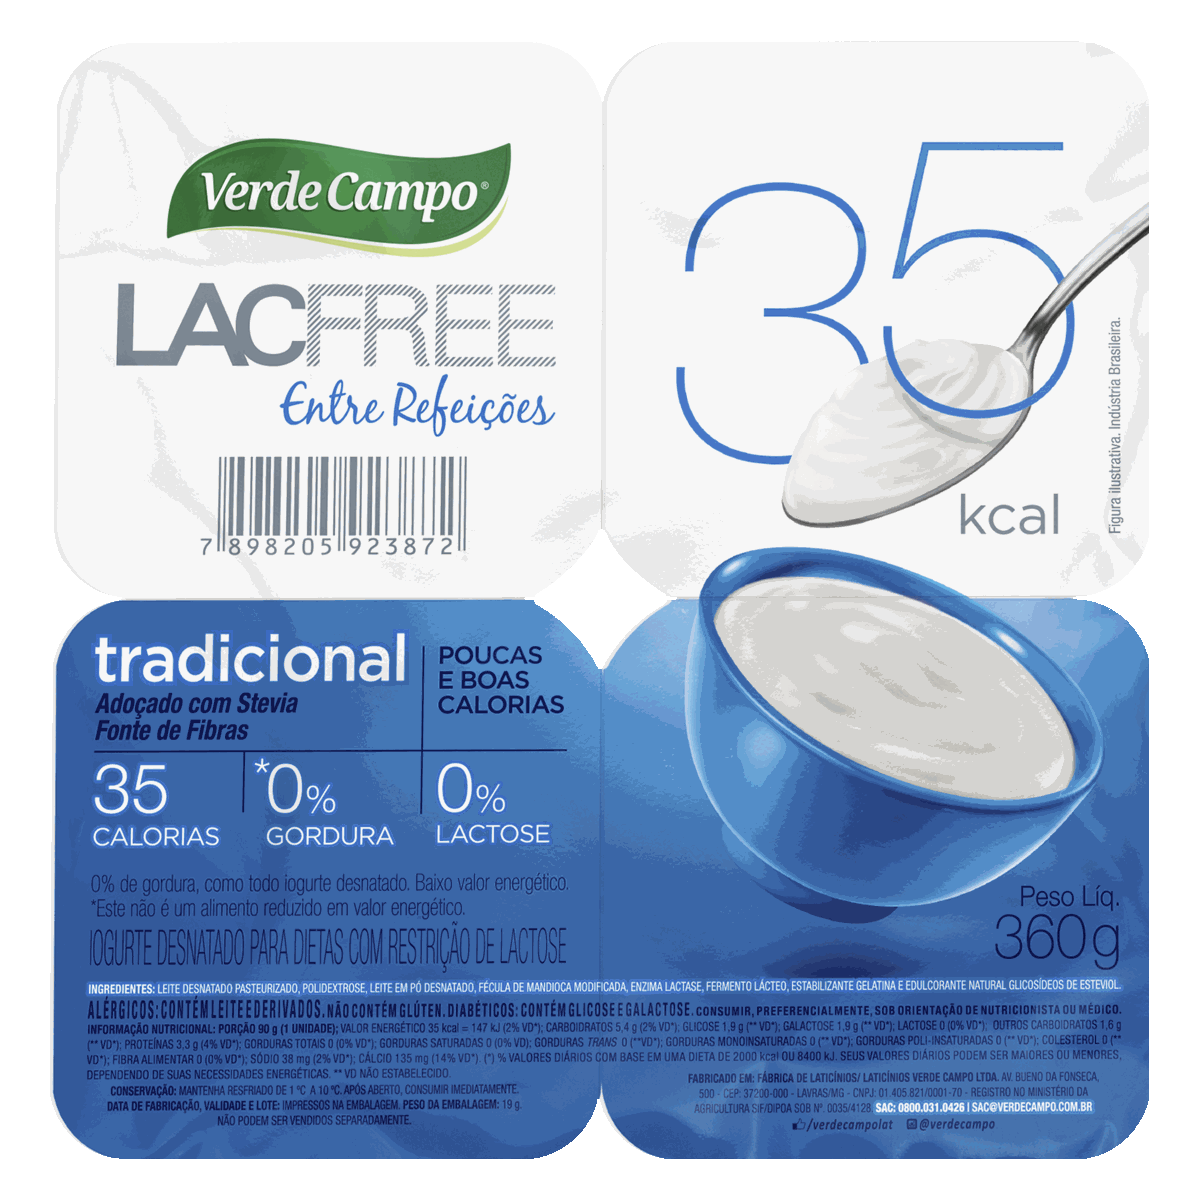 Verde Campo®
LACFREE
Entre Refeições
7 898205 923872
35
kcal
Figura ilustrativa. Indústria Brasileira.
tradicional
Adoçado com Stevia
Fonte de Fibras
POUCAS
E BOAS
CALORIAS
35
CALORIAS
*0%
GORDURA
0%
LACTOSE
0% de gordura, como todo iogurte desnatado. Baixo valor energético.
*Este não é um alimento reduzido em valor energético.
IOGURTE DESNATADO PARA DIETAS COM RESTRIÇÃO DE LACTOSE
Peso Líq.
360g
INGREDIENTES: LEITE DESNATADO PASTEURIZADO, POLIDEXTROSE, LEITE EM PÓ DESNATADO, FÉCULA DE MANDIOCA MODIFICADA, ENZIMA LACTASE, FERMENTO LÁCTEO, ESTABILIZANTE GELATINA E EDULCORANTE NATURAL GLICOSÍDEOS DE ESTEVIOL.
ALÉRGICOS: CONTÉM LEITE E DERIVADOS. NÃO CONTÉM GLÚTEN. DIABÉTICOS: CONTÉM GLICOSE E GALACTOSE. CONSUMIR, PREFERENCIALMENTE, SOB ORIENTAÇÃO DE NUTRICIONISTA OU MÉDICO.
INFORMAÇÃO NUTRICIONAL: PORÇÃO 90 g (1 UNIDADE); VALOR ENERGÉTICO 35 kcal = 147 kJ (2% VD*); CARBOIDRATOS 5,4 g (2% VD*); GLICOSE 1,9 g (** VD*); GALACTOSE 1,9 g (** VD*); LACTOSE 0 (0% VD*); OUTROS CARBOIDRATOS 1,6 g
(** VD*); PROTEÍNAS 3,3 g (4% VD*); GORDURAS TOTAIS 0 (0% VD*); GORDURAS SATURADAS 0 (0% VD); GORDURAS TRANS 0 (**VD*); GORDURAS MONOINSATURADAS 0 (** VD*); GORDURAS POLI-INSATURADAS 0 (** VD*); COLESTEROL 0 (**
VD*); FIBRA ALIMENTAR 0 (0% VD*); SÓDIO 38 mg (2% VD*); CÁLCIO 135 mg (14% VD*). (*) % VALORES DIÁRIOS COM BASE EM UMA DIETA DE 2000 kcal OU 8400 KJ. SEUS VALORES DIÁRIOS PODEM SER MAIORES OU MENORES,
DEPENDENDO DE SUAS NECESSIDADES ENERGÉTICAS. ** VD NÃO ESTABELECIDO.
CONSERVAÇÃO: MANTENHA RESFRIADO DE 1 ºC A 10 ºC. APÓS ABERTO, CONSUMIR IMEDIATAMENTE.
DATA DE FABRICAÇÃO, VALIDADE E LOTE: IMPRESSOS NA EMBALAGEM. PESO DA EMBALAGEM: 19 g.
NÃO PODEM SER VENDIDOS SEPARADAMENTE.
FABRICADO EM: FÁBRICA DE LATICÍNIOS/ LATICÍNIOS VERDE CAMPO LTDA. AV. BUENO DA FONSECA,
500 - CEP: 37200-000 - LAVRAS/MG - CNPJ: 01.405.821/0001-70 - REGISTRO NO MINISTÉRIO DA
AGRICULTURA SIF/DIPOA SOB Nº. 0035/4128. SAC: 0800.031.0426 | SAC@VERDECAMPO.COM.BR
/verdecampolat @verdecampo